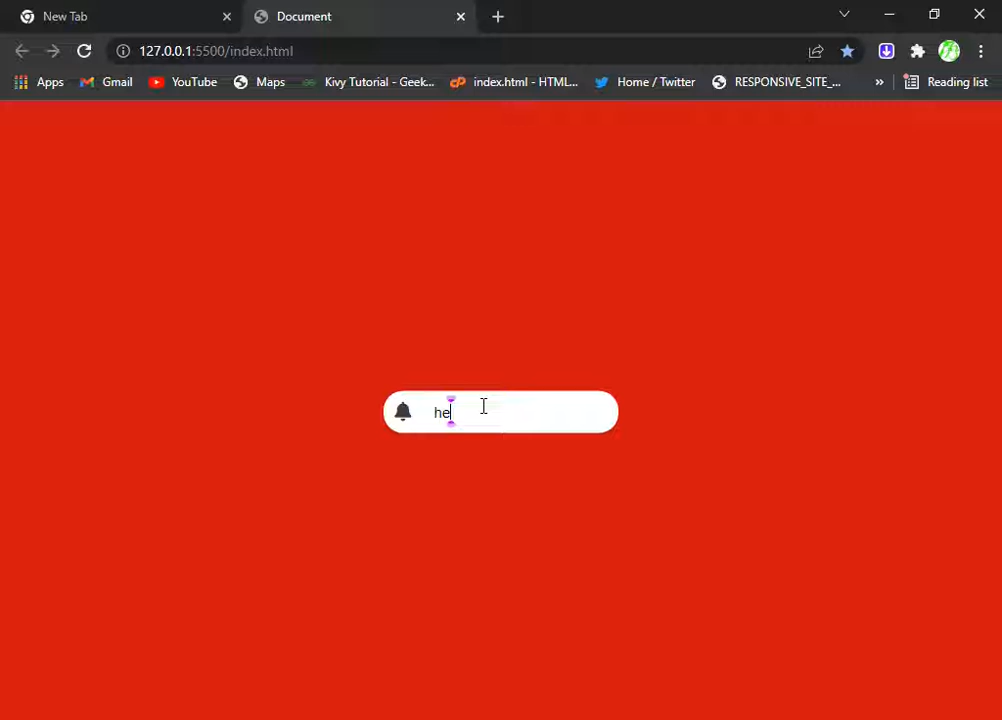 New Tab
Document
127.0.0.1:5500/index.html
Apps
Gmail
YouTube
Maps
Kivy Tutorial - Geek...
index.html - HTML...
Home / Twitter
RESPONSIVE_SITE_...
»
Reading list
he